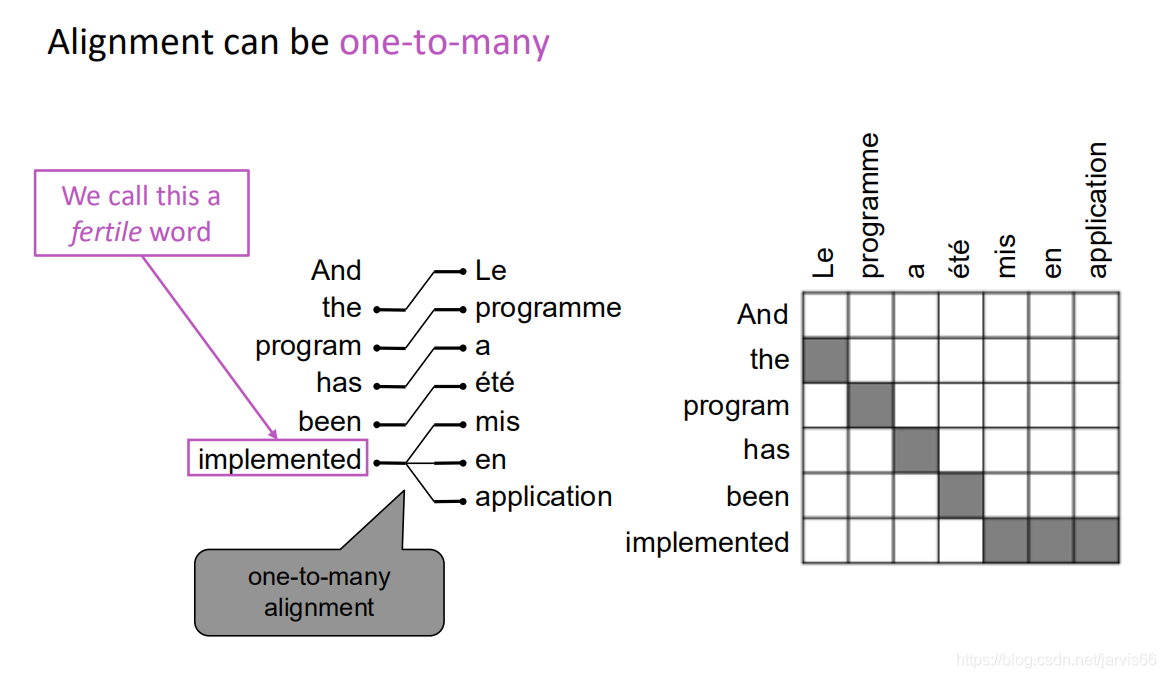 Alignment can be one-to-many
We call this a
fertile word
And
the
program
has
been
implemented
Le
programme
a
été
mis
en
application
one-to-many
alignment
Le
programme
a
été
mis
en
application
And
the
program
has
been
implemented
https://blog.csdn.net/jarvis66